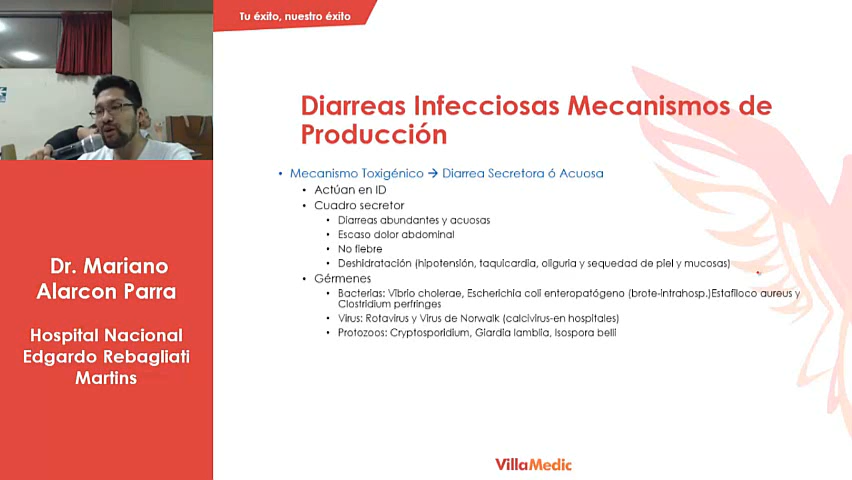 Tu éxito, nuestro éxito
Diarreas Infecciosas Mecanismos de
Producción
• Mecanismo Toxigénico → Diarrea Secretora ó Acuosa
• Actúan en ID
• Cuadro secretor
• Diarreas abundantes y acuosas
• Escaso dolor abdominal
• No fiebre
• Deshidratación (hipotensión, taquicardia, oliguria y sequedad de piel y mucosas)
• Gérmenes
• Bacterias: Vibrio cholerae, Escherichia coli enteropatógeno (brote-intrahosp.)Estafiloco aureus y
Clostridium perfringes
• Virus: Rotavirus y Virus de Norwalk (calcivirus-en hospitales)
• Protozoos: Cryptosporidium, Giardia lamblia, Isospora belli
Dr. Mariano
Alarcon Parra
Hospital Nacional
Edgardo Rebagliati
Martins
VillaMedic